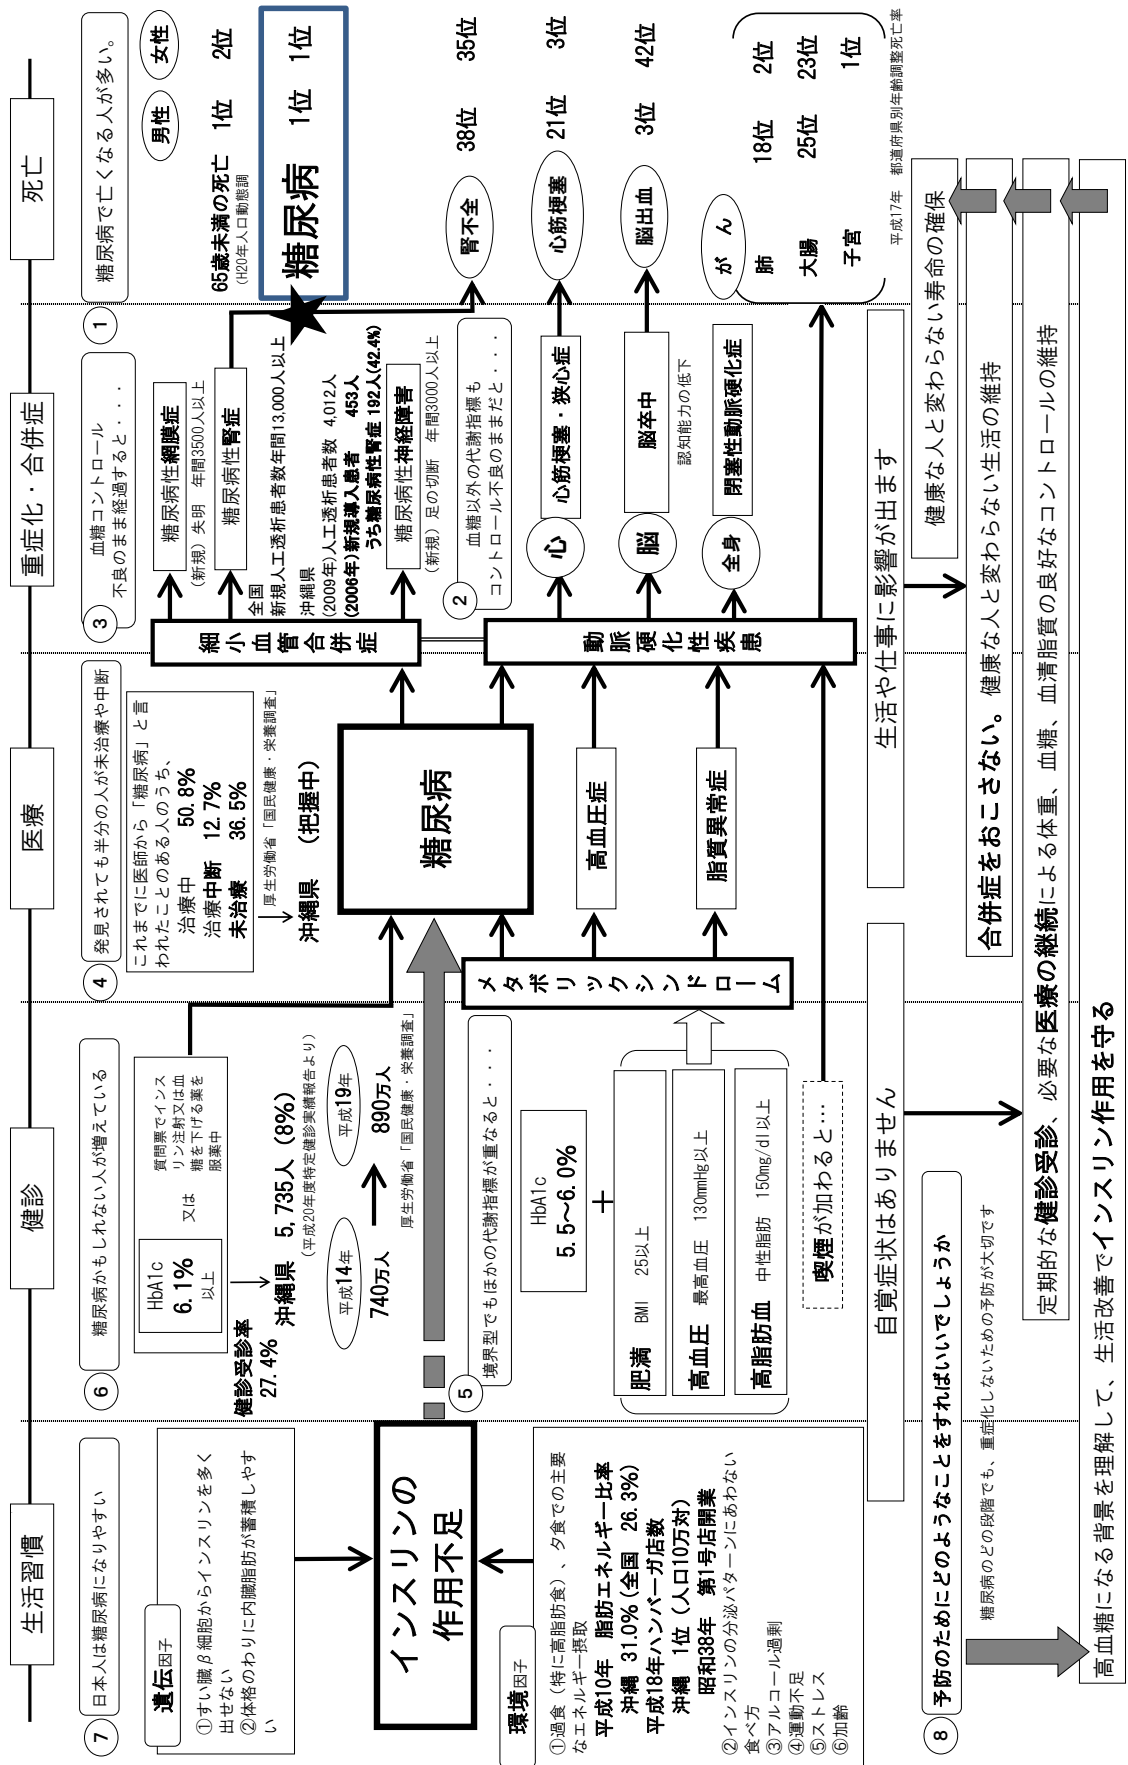 生活習慣
健診
医療
重症化・合併症
死亡
⑦
日本人は糖尿病になりやすい
遺伝因子
①すい臓β細胞からインスリンを多く
出せない
②体格のわりに内臓脂肪が蓄積しやす
い
インスリンの
作用不足
環境因子
①過食（特に高脂肪食）、夕食での主要
なエネルギー摂取
平成10年　脂肪エネルギー比率
沖縄 31.0% (全国　26.3%)
平成18年ハンバーガ店数
沖縄　1位（人口10万対）
昭和38年　第1号店開業
②インスリンの分泌パターンにあわない
食べ方
③アルコール過剰
④運動不足
⑤ストレス
⑥加齢
⑥
糖尿病かもしれない人が増えている
HbA1c
6.1%
以上
又は
質問票でインス
リン注射又は血
糖を下げる薬を
服薬中
健診受診率
27.4%
沖縄県　5,735人 (8%)
(平成20年度特定健診実績報告より)
平成14年
平成19年
740万人
890万人
厚生労働省「国民健康・栄養調査」
⑤
境界型でもほかの代謝指標が重なると・・・
HbA1c
5.5～6.0%
＋
肥満　BMI　25以上
高血圧　最高血圧　130mmHg以上
高脂肪血　中性脂肪　150mg/dl以上
喫煙が加わると…
自覚症状はありません
④
発見されても半分の人が未治療や中断
これまでに医師から「糖尿病」と言
われたことのある人のうち、
治療中　50.8%
治療中断　12.7%
未治療　36.5%
厚生労働省「国民健康・栄養調査」
沖縄県　(把握中)
糖尿病
メタボリックシンドローム
高血圧症
脂質異常症
③
血糖コントロール
不良のまま経過すると・・・
細小血管合併症
糖尿病性網膜症
(新規) 失明　年間3500人以上
糖尿病性腎症
全国
新規人工透析患者数年間13,000人以上
沖縄県
(2009年)人工透析患者数　4,012人
(2006年)新規導入患者　453人
うち糖尿病性腎症 192人(42.4%)
糖尿病性神経障害
(新規) 足の切断　年間3000人以上
②
血糖以外の代謝指標も
コントロール不良のままだと・・・
動脈硬化性疾患
心
心筋梗塞・狭心症
脳
脳卒中
認知能力の低下
全身
閉塞性動脈硬化症
生活や仕事に影響が出ます
①
糖尿病で亡くなる人が多い。
男性
女性
65歳未満の死亡　1位　2位
(H20年人口動態調
糖尿病　1位　1位
腎不全　38位　35位
心筋梗塞　21位　3位
脳出血　3位　42位
がん
肺　18位　2位
大腸　25位　23位
子宮　1位
平成17年　都道府県別年齢調整死亡率
⑧
予防のためにどのようなことをすればいいでしょうか
糖尿病のどの段階でも、重症化しないための予防が大切です
健康な人と変わらない寿命の確保
合併症をおこさない。健康な人と変わらない生活の維持
定期的な健診受診、必要な医療の継続による体重、血糖、血清脂質の良好なコントロールの維持
高血糖になる背景を理解して、生活改善でインスリン作用を守る